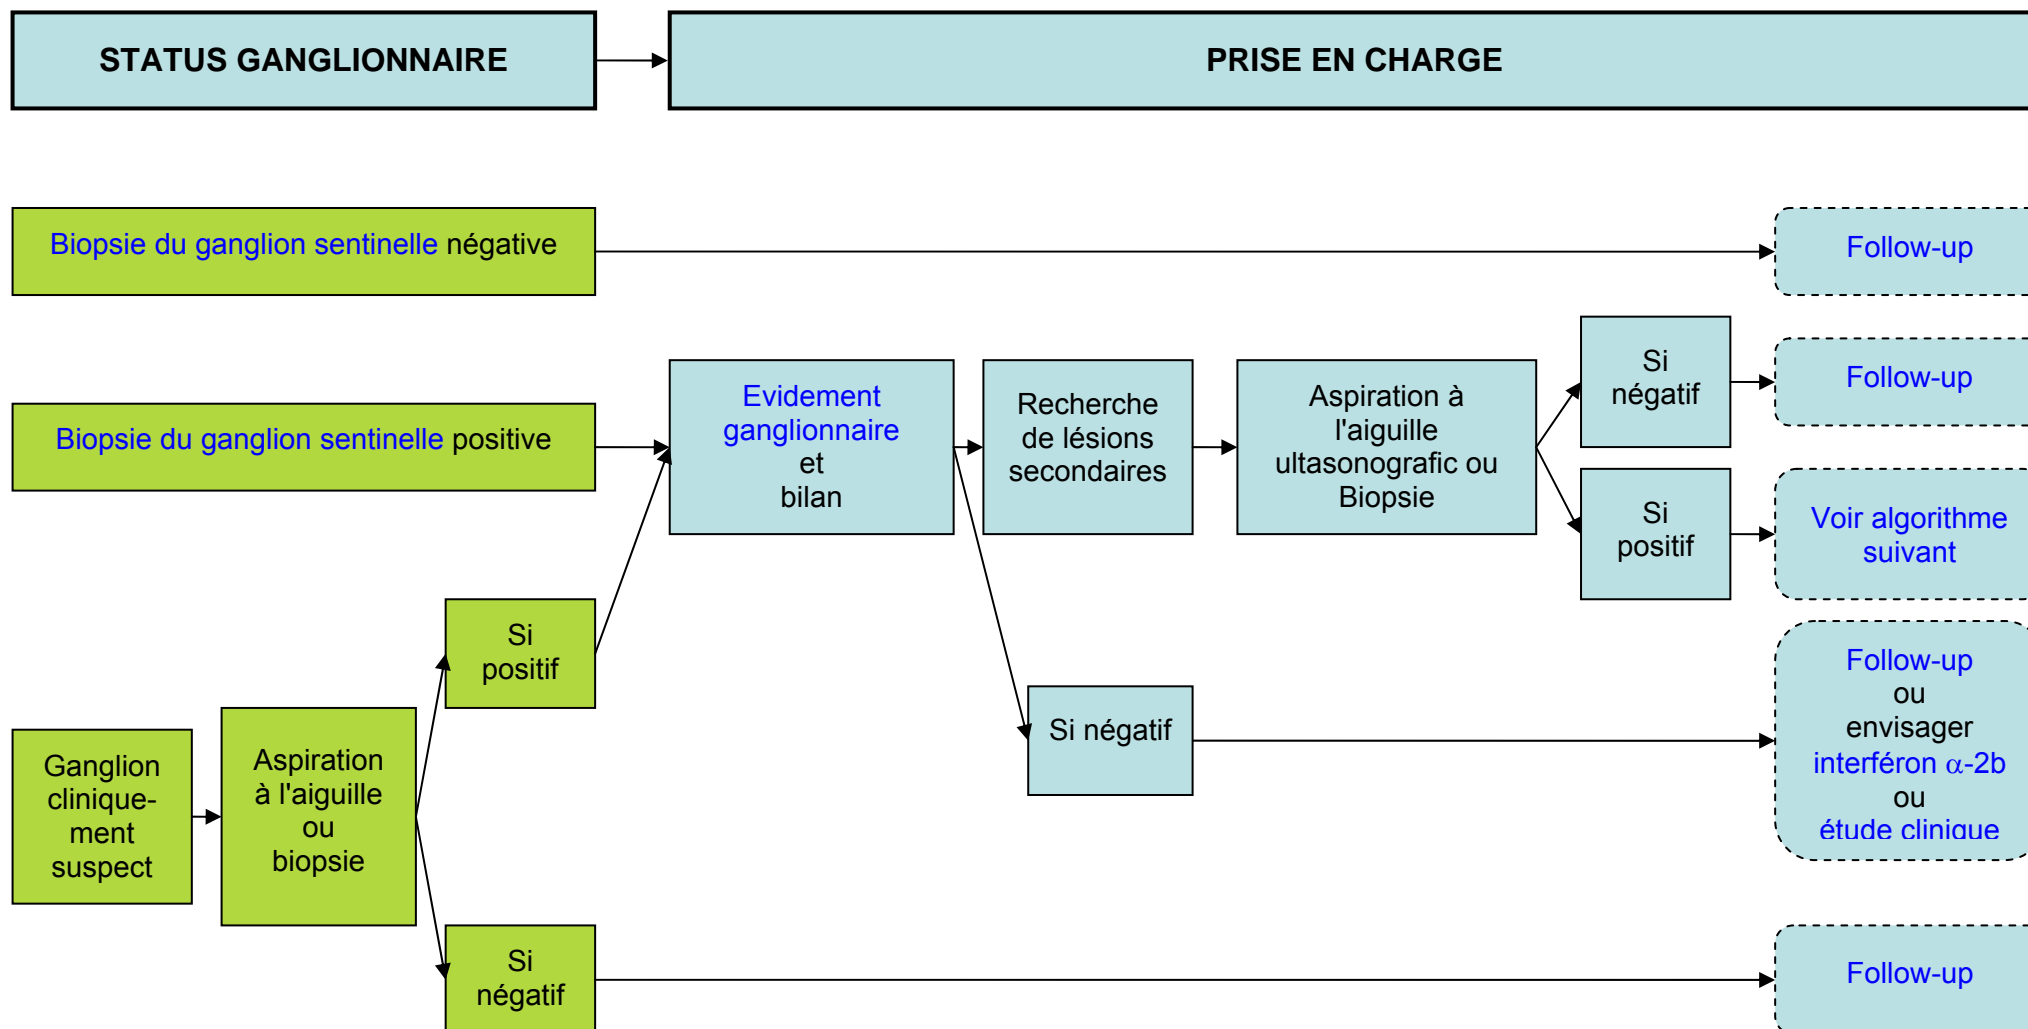 STATUS GANGLIONNAIRE
PRISE EN CHARGE
Biopsie du ganglion sentinelle négative
Follow-up
Biopsie du ganglion sentinelle positive
Evidement
ganglionnaire
et
bilan
Recherche
de lésions
secondaires
Aspiration à
l'aiguille
ultasonografic ou
Biopsie
Si
négatif
Follow-up
Si
positif
Voir algorithme
suivant
Ganglion
clinique-
ment
suspect
Aspiration
à l'aiguille
ou
biopsie
Si
positif
Si négatif
Follow-up
ou
envisager
interféron α-2b
ou
étude clinique
Si
négatif
Follow-up